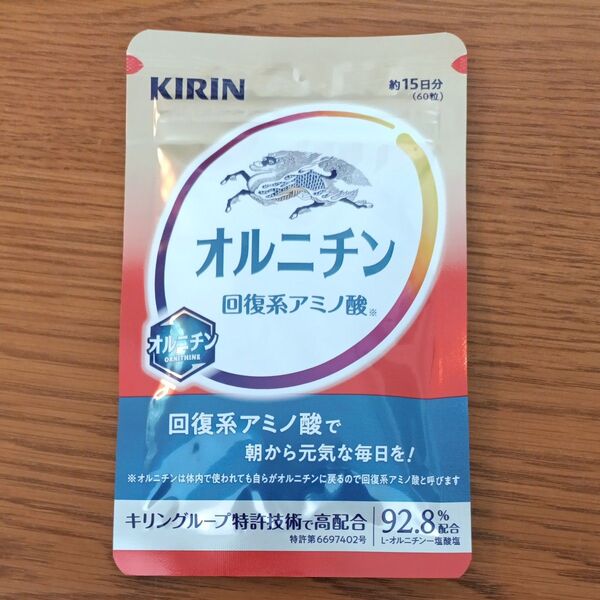 KIRIN
約15日分
(60粒)
オルニチン
回復系アミノ酸※
オルニチン
ORNITHINE
回復系アミノ酸で
朝から元気な毎日を!
※オルニチンは体内で使われても自らがオルニチンに戻るので回復系アミノ酸と呼びます
キリングループ特許技術で高配合
特許第6697402号
92.8%配合
L-オルニチン一塩酸塩